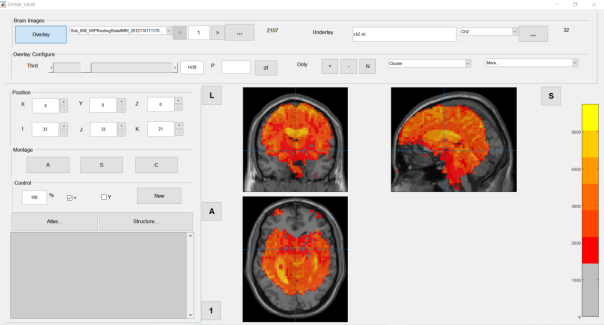 DPABI_VIEW
Brain Images
Overlay
< 1 > ... 2107 Underlay ch2.nii Ch2 ... 32
Overlay Configure
Thrd 1438 P df Only + - N Cluster More...
Position
X 0 Y 0 Z 0
I 33 J 33 K 21
Montage
A S C
Control
100 % + Y New
Atlas... Structure...
L
S
A
1
5000
4000
3000
2000
1000
0